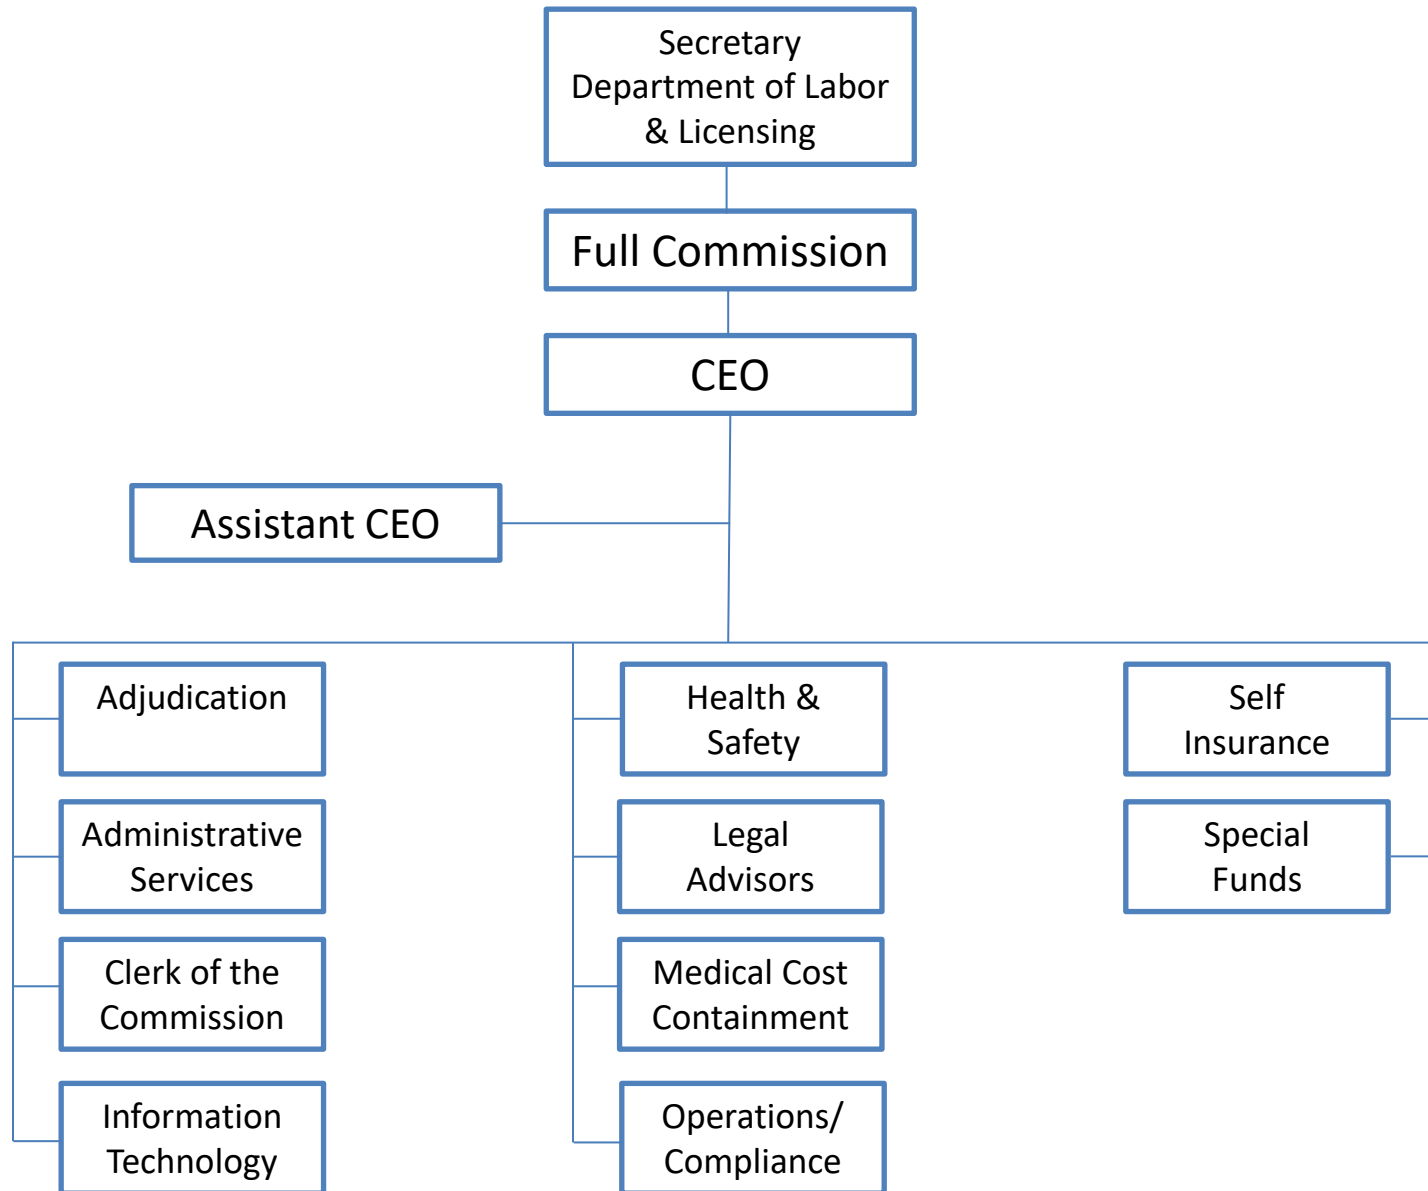 Secretary
Department of Labor
& Licensing
Full Commission
CEO
Assistant CEO
Adjudication
Administrative
Services
Clerk of the
Commission
Information
Technology
Health &
Safety
Legal
Advisors
Medical Cost
Containment
Operations/
Compliance
Self
Insurance
Special
Funds